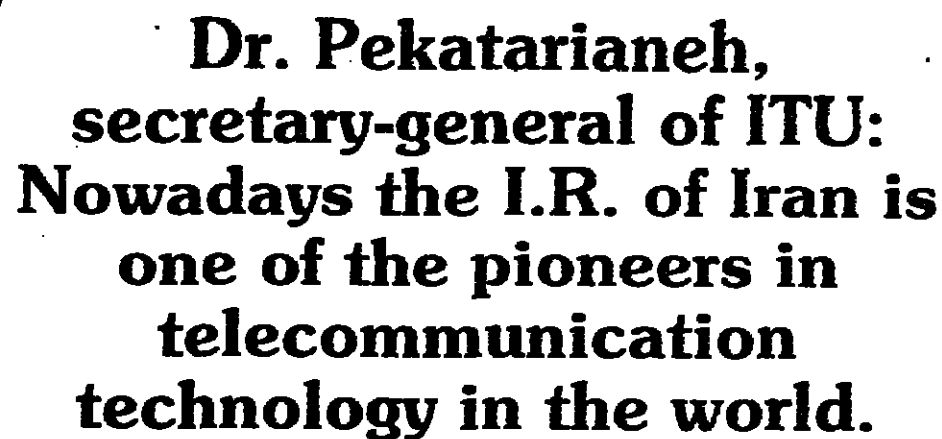 Dr. Pekatarianeh,
secretary-general of ITU:
Nowadays the I.R. of Iran is
one of the pioneers in
telecommunication
technology in the world.